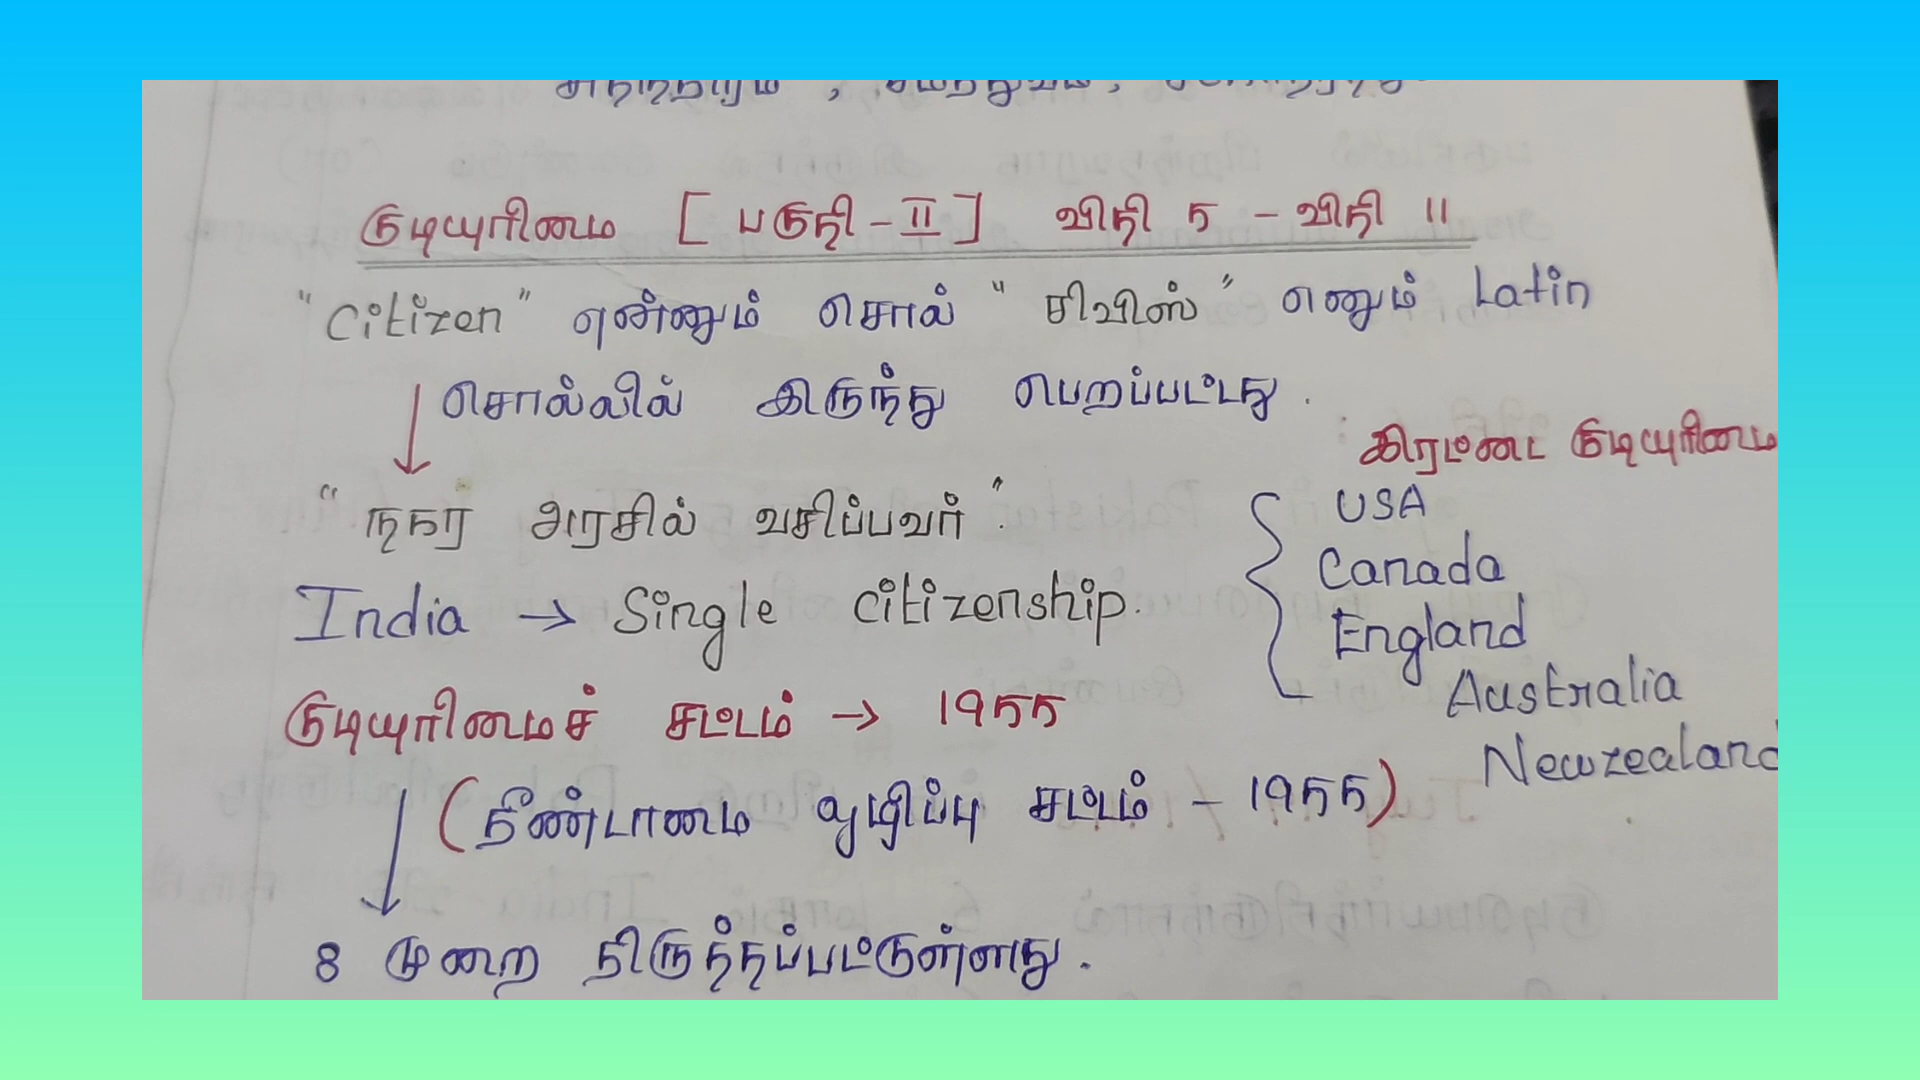 குடியுரிமை [ பகுதி - II ] விதி 5 - விதி 11
"Citizen" என்னும் சொல் "சிவிஸ்" எனும் Latin
சொல்லில் இருந்து பெறப்பட்டது.
"நகர அரசில் வசிப்பவர்".
India → Single Citizenship.
இரட்டை குடியுரிமை
USA
Canada
England
Australia
Newzealand
குடியுரிமைச் சட்டம் → 1955
(தீண்டாமை ஒழிப்பு சட்டம் - 1955)
8 முறை திருத்தப்பட்டுள்ளது.